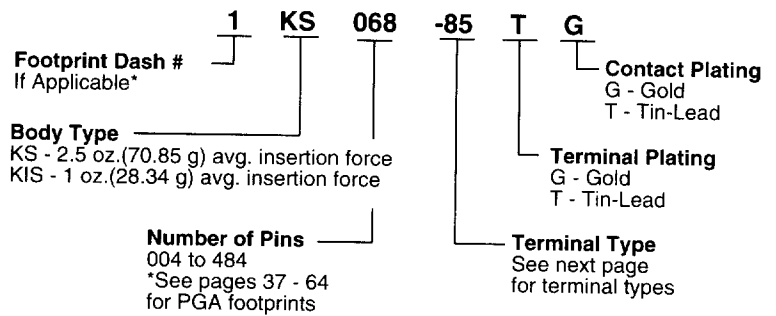 1 KS 068 -85 T G
Footprint Dash #
If Applicable*
Contact Plating
G - Gold
T - Tin-Lead
Body Type
KS - 2.5 oz.(70.85 g) avg. insertion force
KIS - 1 oz.(28.34 g) avg. insertion force
Terminal Plating
G - Gold
T - Tin-Lead
Number of Pins
004 to 484
*See pages 37 - 64
for PGA footprints
Terminal Type
See next page
for terminal types